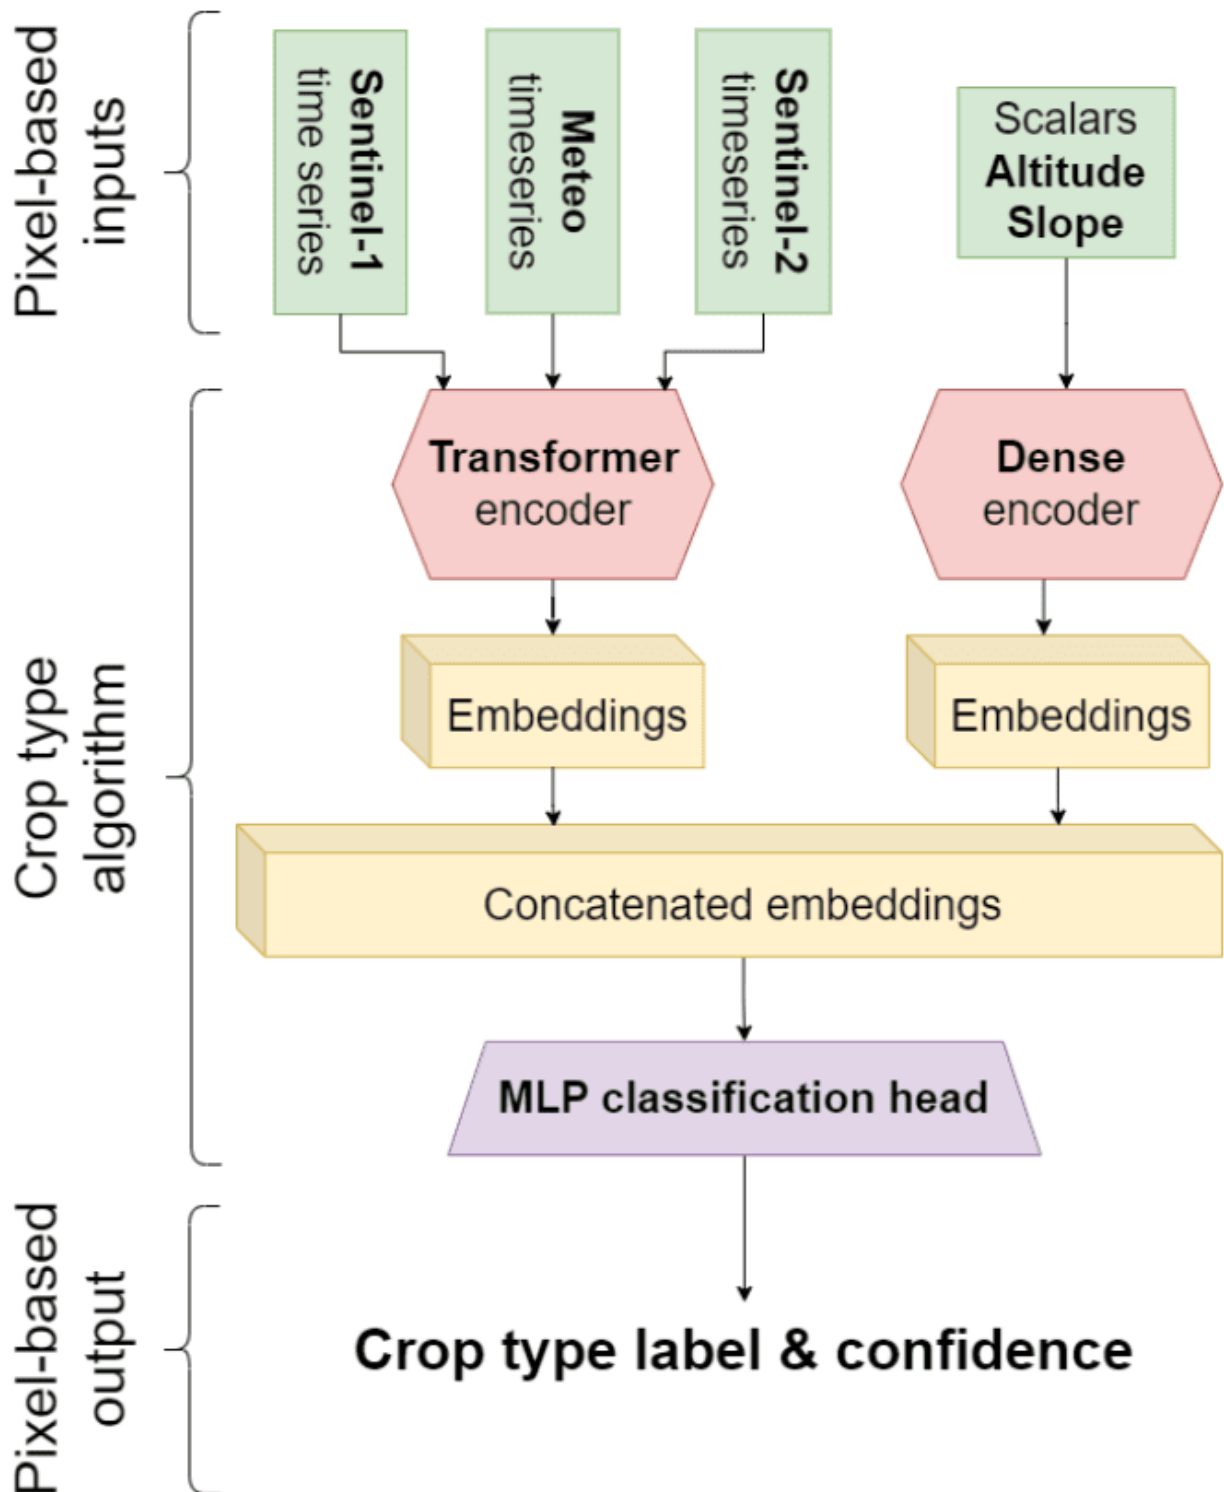 Pixel-based
inputs
Sentinel-1
time series
Meteo
timeseries
Sentinel-2
timeseries
Scalars
Altitude
Slope
Crop type
algorithm
Transformer
encoder
Dense
encoder
Embeddings
Embeddings
Concatenated embeddings
MLP classification head
Pixel-based
output
Crop type label & confidence